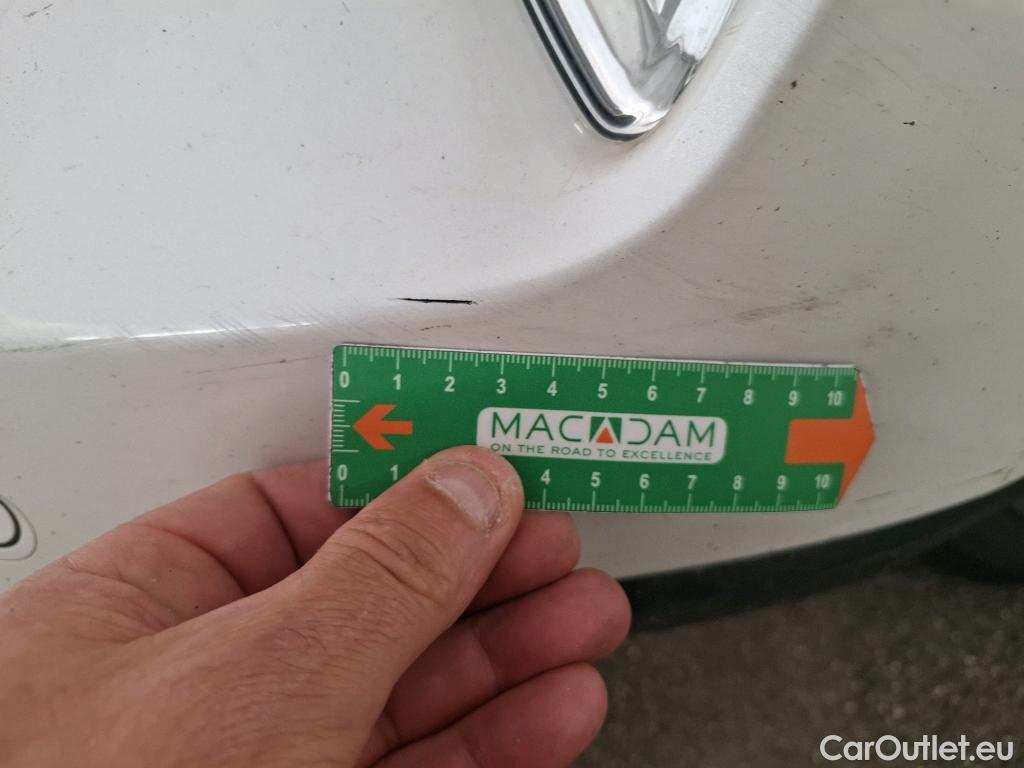 0 1 2 3 4 5 6 7 8 9 10
MACADAM
ON THE ROAD TO EXCELLENCE
0 1 4 5 6 7 8 9 10
CarOutlet.eu